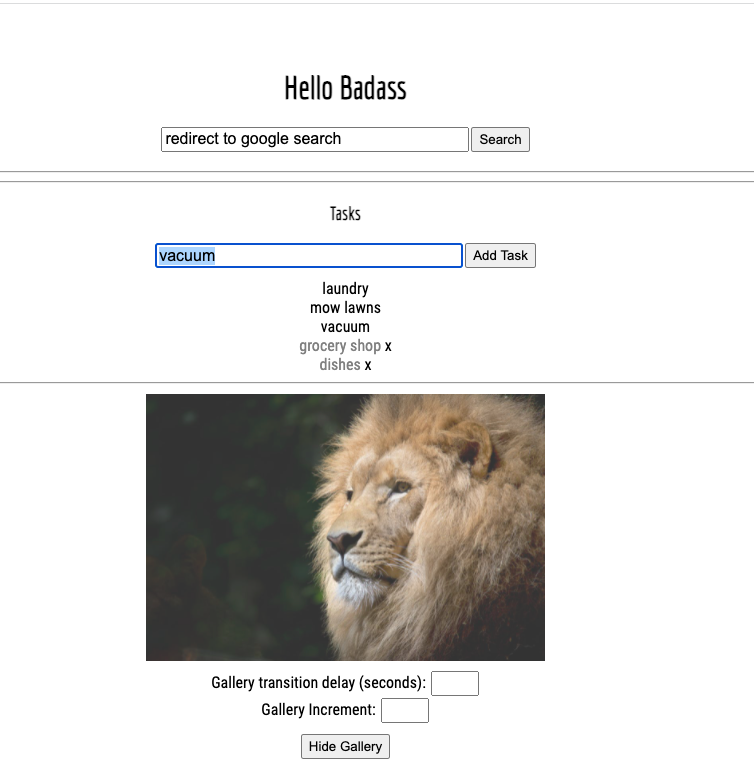 Hello Badass
redirect to google search Search
Tasks
vacuum Add Task
laundry
mow lawns
vacuum
grocery shop x
dishes x
Gallery transition delay (seconds):
Gallery Increment:
Hide Gallery